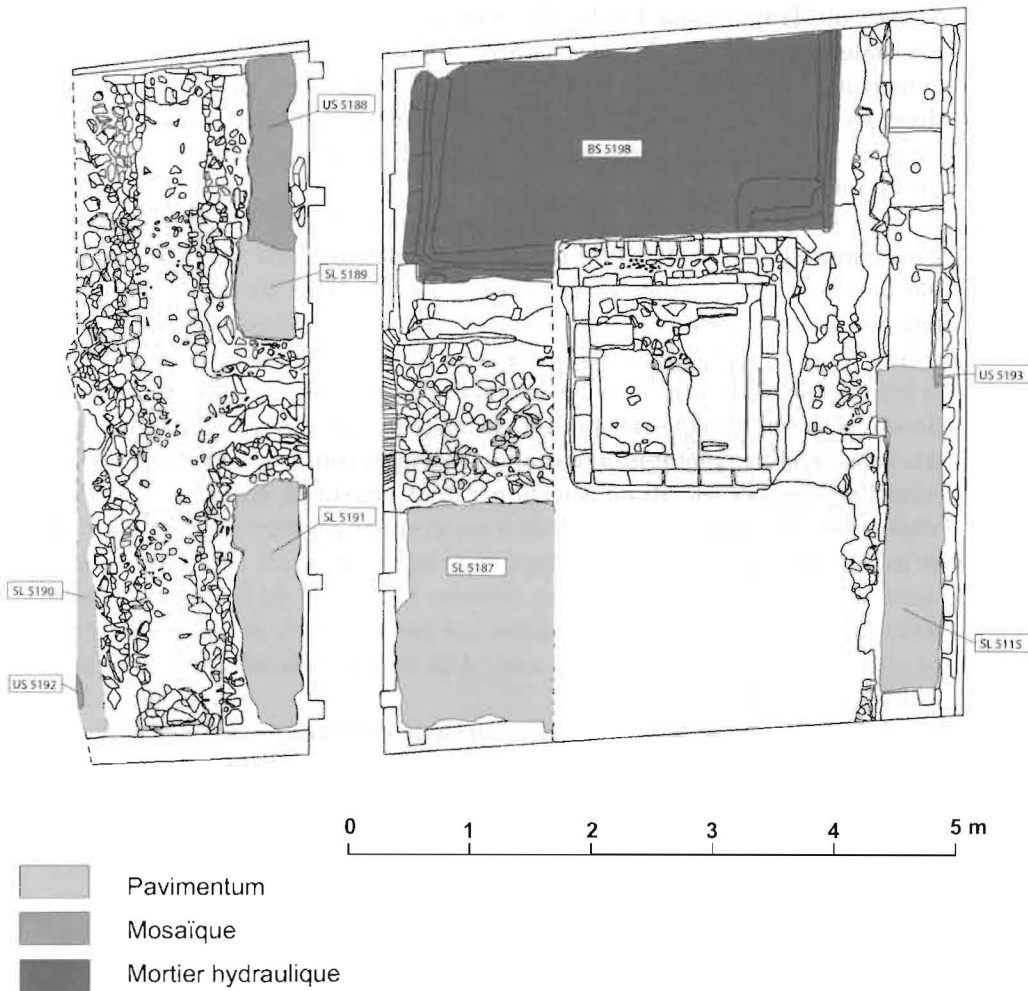 US 5188
BS 5198
SL 5189
US 5193
SL 5191
SL 5187
SL 5190
SL 5115
US 5192
0 1 2 3 4 5 m
Pavimentum
Mosaïque
Mortier hydraulique